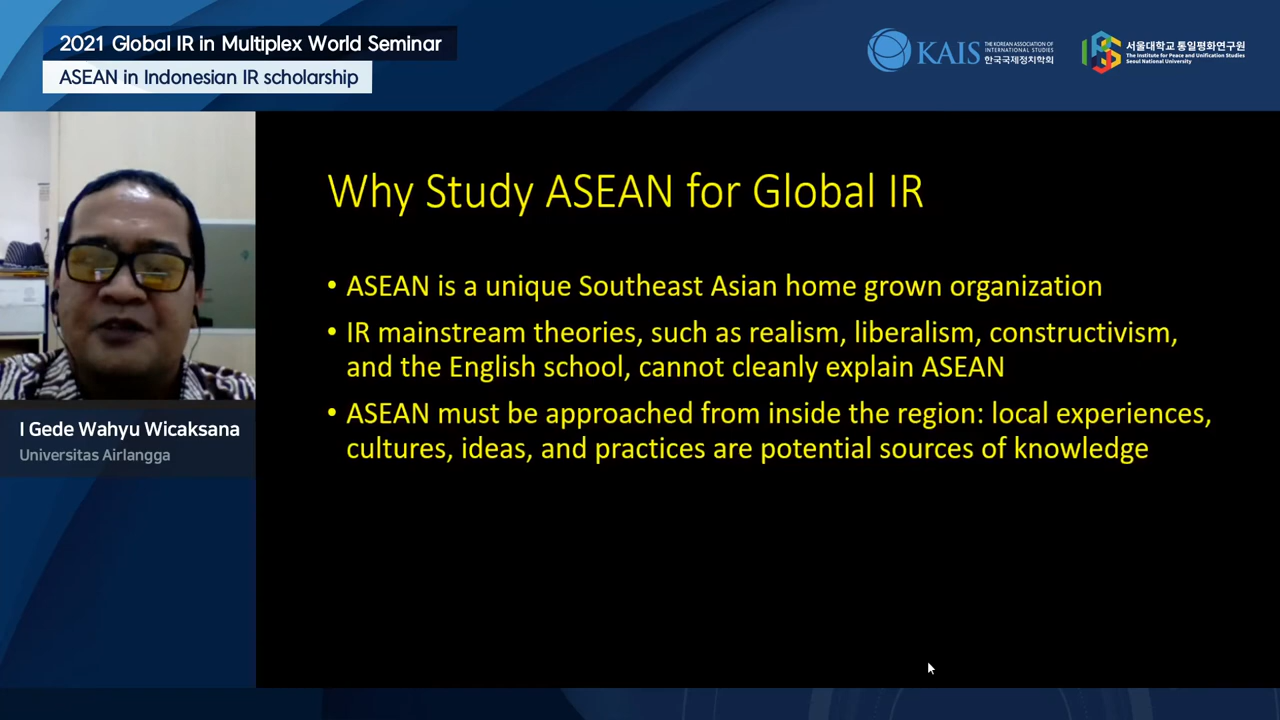 2021 Global IR in Multiplex World Seminar
ASEAN in Indonesian IR scholarship
KAIS THE KOREAN ASSOCIATION OF
INTERNATIONAL STUDIES
한국국제정치학회
IPUS
서울대학교 통일평화연구원
The Institute for Peace and Unification Studies
Seoul National University
Why Study ASEAN for Global IR
• ASEAN is a unique Southeast Asian home grown organization
• IR mainstream theories, such as realism, liberalism, constructivism,
and the English school, cannot cleanly explain ASEAN
• ASEAN must be approached from inside the region: local experiences,
cultures, ideas, and practices are potential sources of knowledge
I Gede Wahyu Wicaksana
Universitas Airlangga